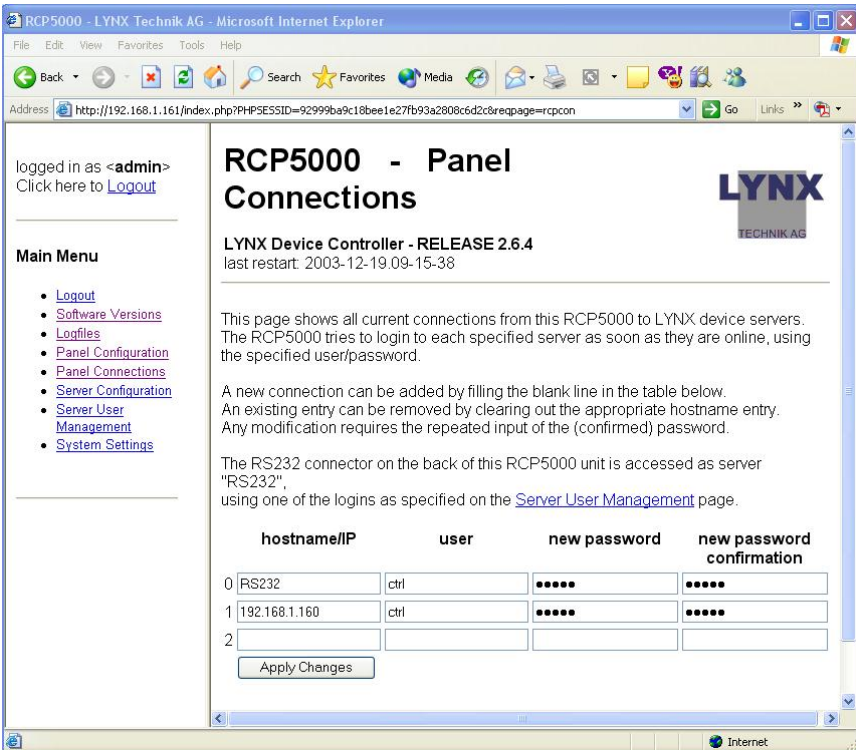 RCP5000 - LYNX Technik AG - Microsoft Internet Explorer
File Edit View Favorites Tools Help
Back Search Favorites Media
Address http://192.168.1.161/index.php?PHPSESSID=92999ba9c18bee1e27fb93a2808c6d2c&reqpage=rcpcon Go Links »
logged in as <admin>
Click here to Logout
Main Menu
Logout
Software Versions
Logfiles
Panel Configuration
Panel Connections
Server Configuration
Server User
Management
System Settings
RCP5000 - Panel
Connections
LYNX
TECHNIK AG
LYNX Device Controller - RELEASE 2.6.4
last restart: 2003-12-19.09-15-38
This page shows all current connections from this RCP5000 to LYNX device servers.
The RCP5000 tries to login to each specified server as soon as they are online, using
the specified user/password.
A new connection can be added by filling the blank line in the table below.
An existing entry can be removed by clearing out the appropriate hostname entry.
Any modification requires the repeated input of the (confirmed) password.
The RS232 connector on the back of this RCP5000 unit is accessed as server
"RS232",
using one of the logins as specified on the Server User Management page.
hostname/IP user new password new password
confirmation
0 RS232 ctrl ••••• •••••
1 192.168.1.160 ctrl ••••• •••••
2
Apply Changes
Internet